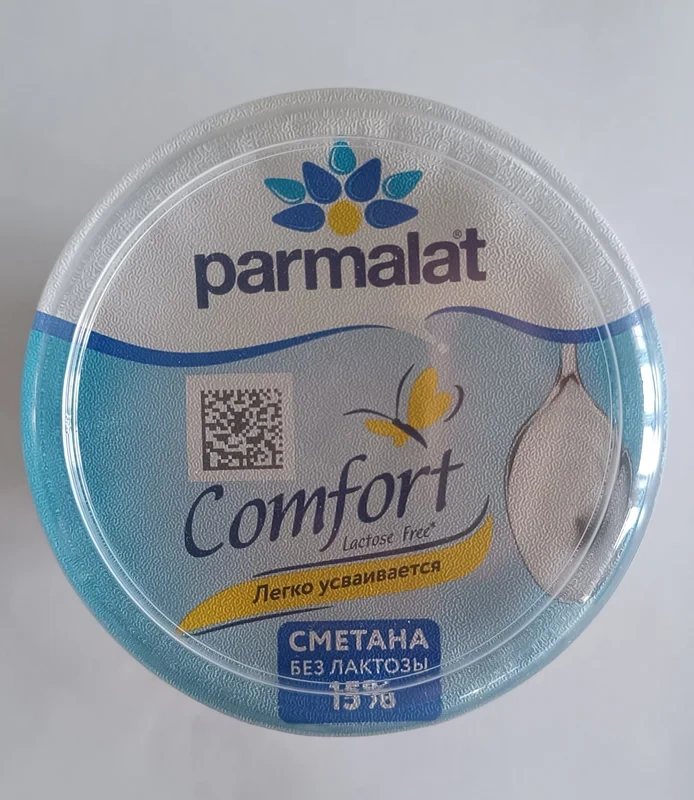 parmalat®
Comfort
Lactose Free*
Легко усваивается
СМЕТАНА
БЕЗ ЛАКТОЗЫ
15%